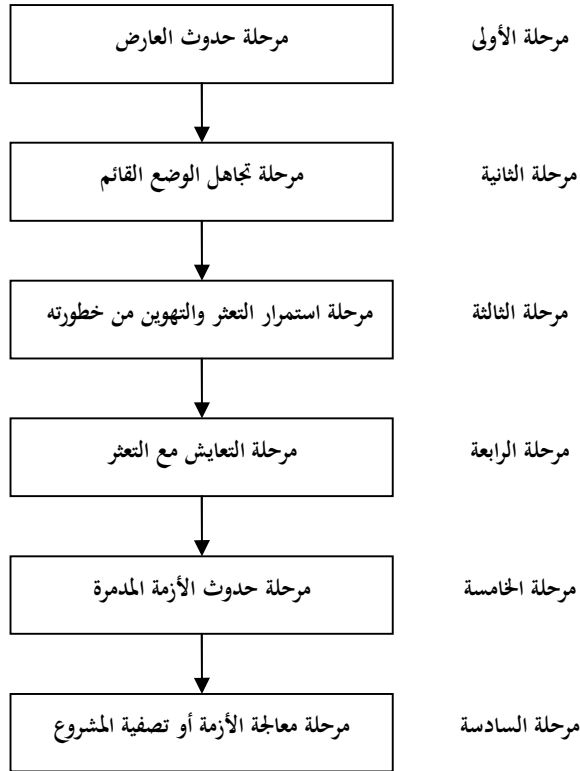 مرحلة الأولى
مرحلة حدوث العارض
مرحلة الثانية
مرحلة تجاهل الوضع القائم
مرحلة الثالثة
مرحلة استمرار التعثر والتهوين من خطورته
مرحلة الرابعة
مرحلة التعايش مع التعثر
مرحلة الخامسة
مرحلة حدوث الأزمة المدمرة
مرحلة السادسة
مرحلة معالجة الأزمة أو تصفية المشروع